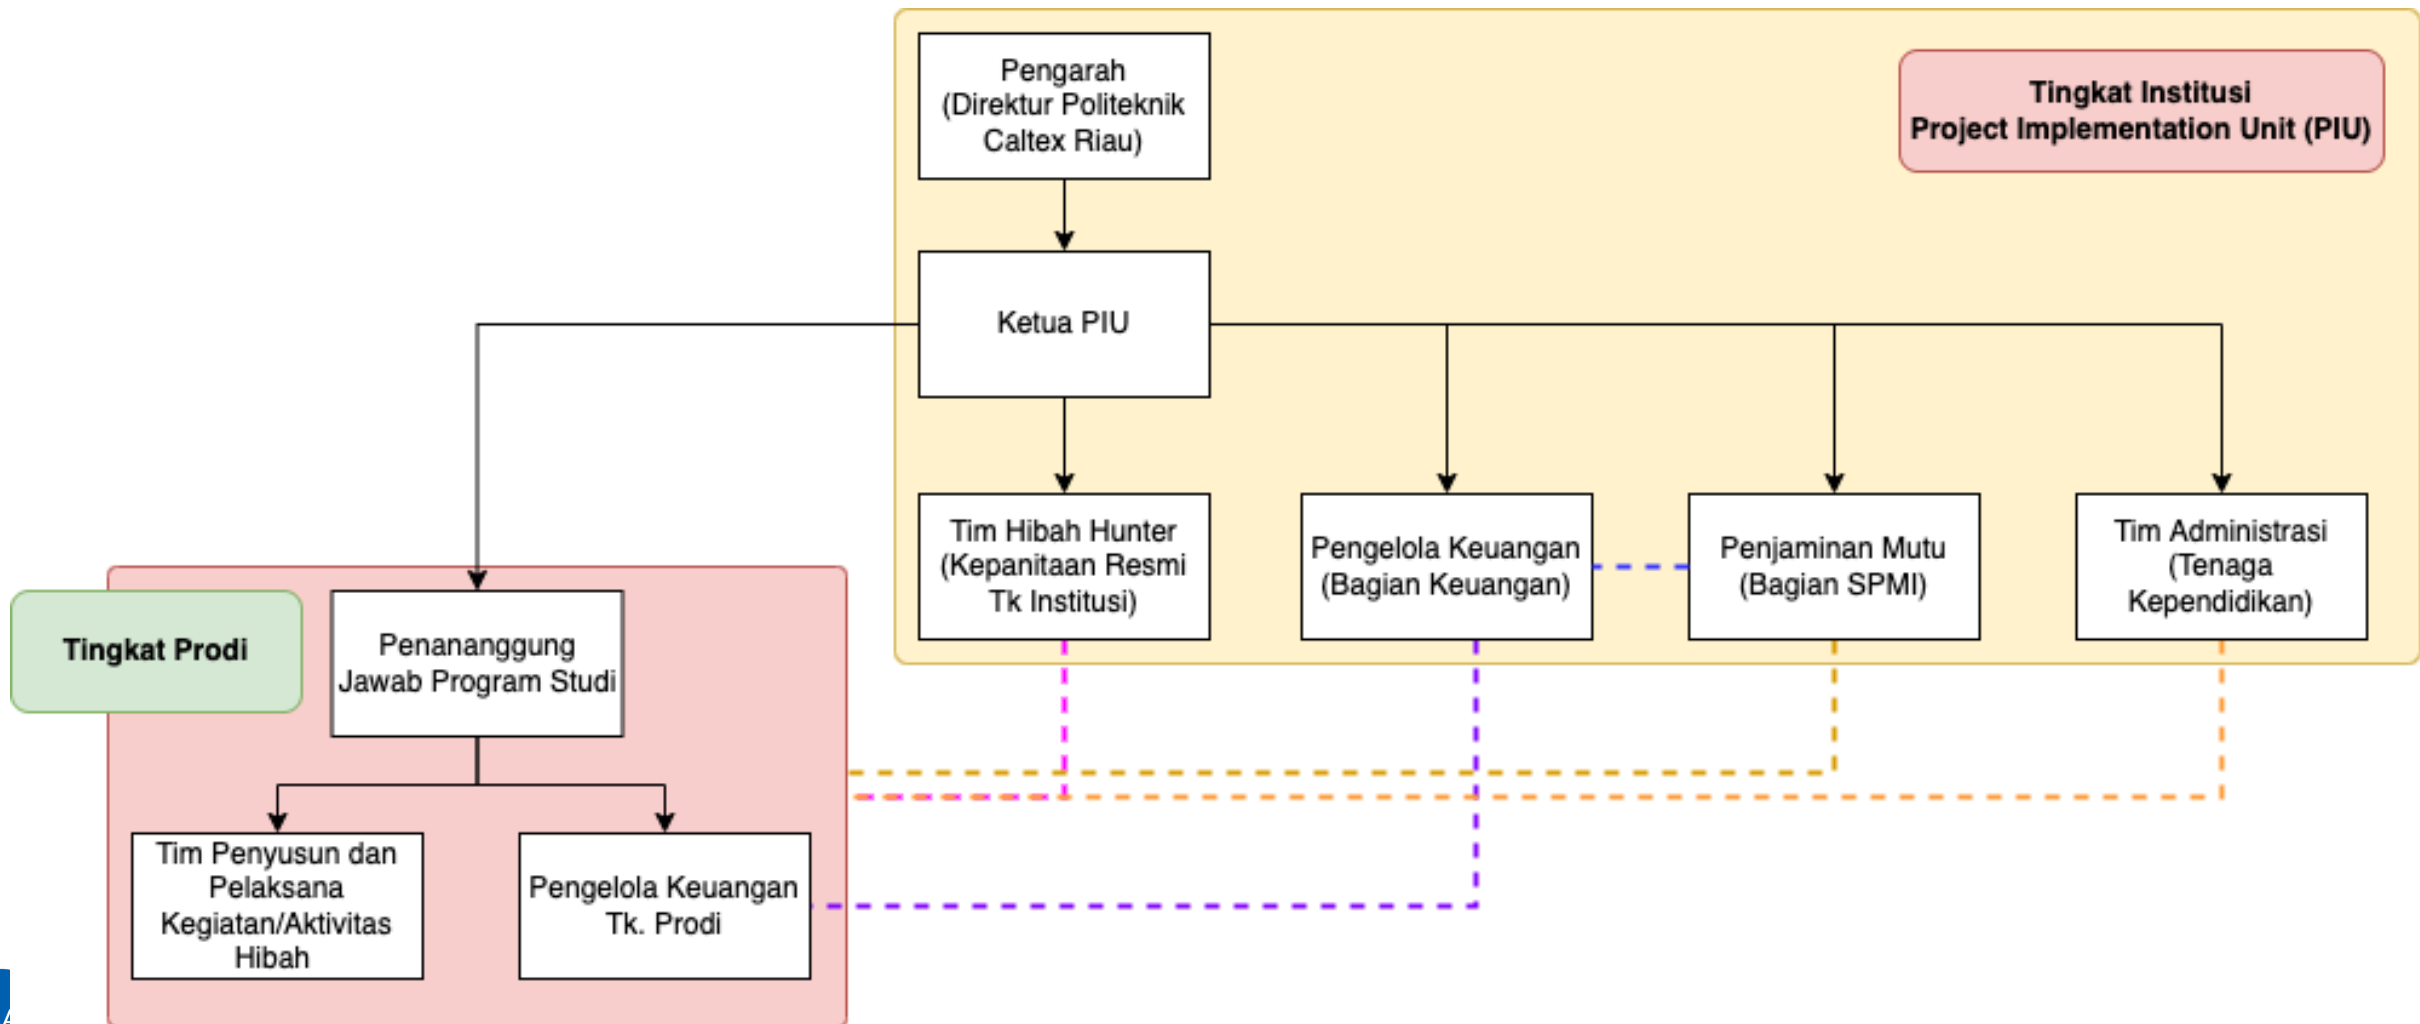 Pengarah
(Direktur Politeknik
Caltex Riau)
Tingkat Institusi
Project Implementation Unit (PIU)
Ketua PIU
Tim Hibah Hunter
(Kepanitaan Resmi
Tk Institusi)
Pengelola Keuangan
(Bagian Keuangan)
Penjaminan Mutu
(Bagian SPMI)
Tim Administrasi
(Tenaga
Kependidikan)
Tingkat Prodi
Penananggung
Jawab Program Studi
Tim Penyusun dan
Pelaksana
Kegiatan/Aktivitas
Hibah
Pengelola Keuangan
Tk. Prodi